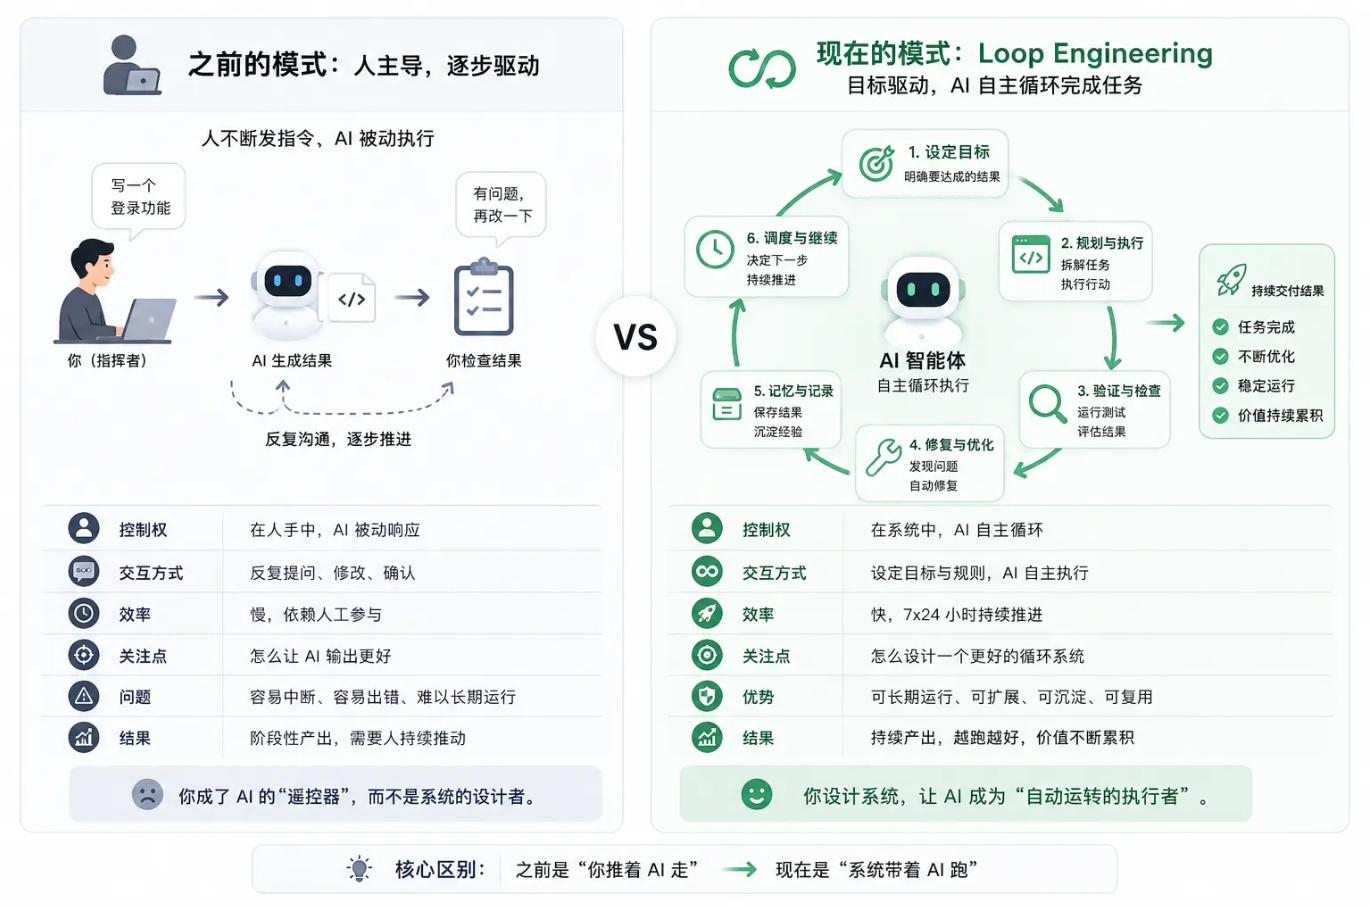 之前的模式：人主导，逐步驱动
人不断发指令，AI 被动执行
写一个
登录功能
有问题，
再改一下
</>
你（指挥者）
AI 生成结果
你检查结果
反复沟通，逐步推进
控制权
在人手中，AI 被动响应
交互方式
反复提问、修改、确认
效率
慢，依赖人工参与
关注点
怎么让 AI 输出更好
问题
容易中断、容易出错、难以长期运行
结果
阶段性产出，需要人持续推动
你成了 AI 的“遥控器”，而不是系统的设计者。
VS
现在的模式：Loop Engineering
目标驱动，AI 自主循环完成任务
1. 设定目标
明确要达成的结果
2. 规划与执行
拆解任务
执行行动
</>
3. 验证与检查
运行测试
评估结果
4. 修复与优化
发现问题
自动修复
5. 记忆与记录
保存结果
沉淀经验
6. 调度与继续
决定下一步
持续推进
AI 智能体
自主循环执行
持续交付结果
任务完成
不断优化
稳定运行
价值持续累积
控制权
在系统中，AI 自主循环
交互方式
设定目标与规则，AI 自主执行
效率
快，7x24 小时持续推进
关注点
怎么设计一个更好的循环系统
优势
可长期运行、可扩展、可沉淀、可复用
结果
持续产出，越跑越好，价值不断累积
你设计系统，让 AI 成为“自动运转的执行者”。
核心区别：
之前是“你推着 AI 走”
现在是“系统带着 AI 跑”